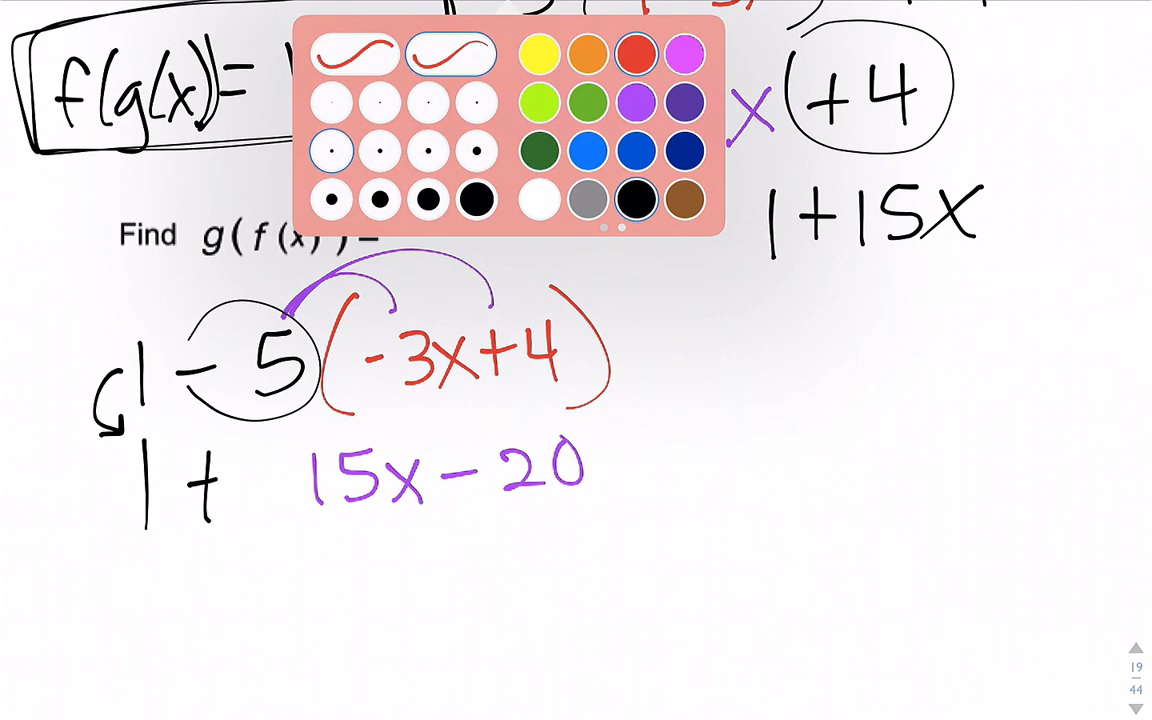 f(g(x))=
x + 4
1 + 15x
Find g ( f (x) ) =
1 - 5 ( - 3x + 4 )
1 + 15x - 20
19
44